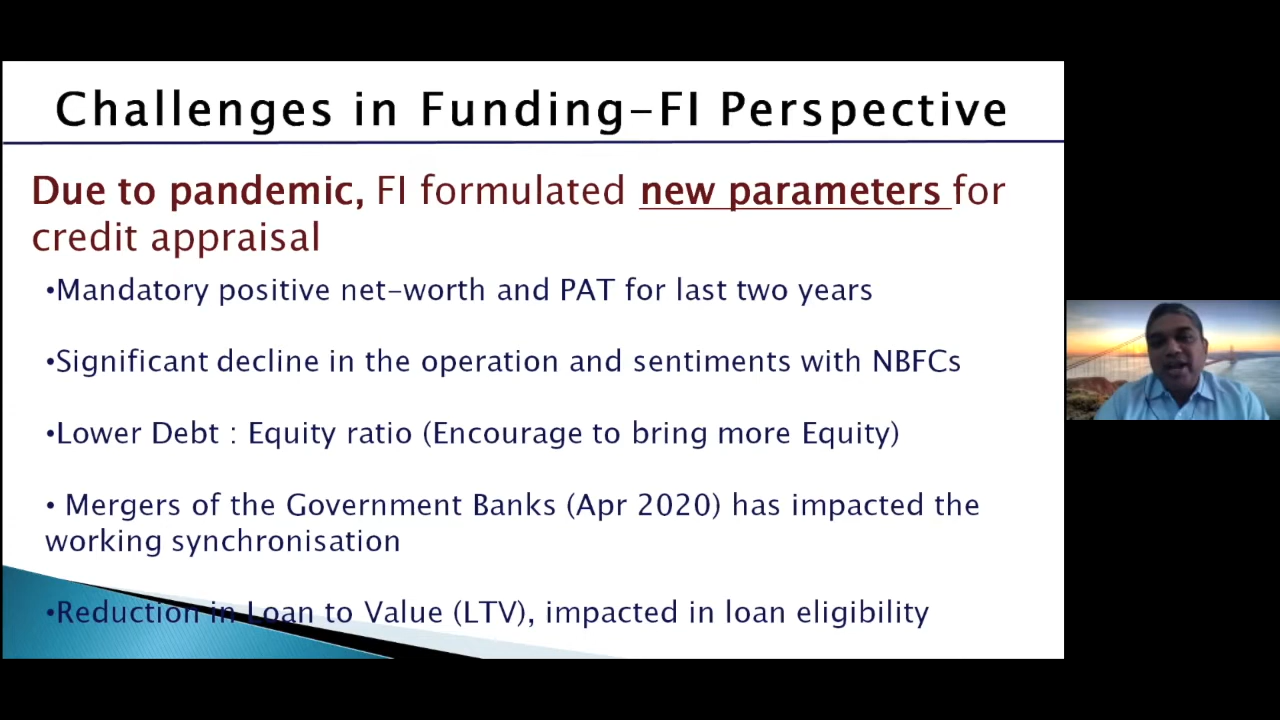 Challenges in Funding-FI Perspective
Due to pandemic, FI formulated new parameters for
credit appraisal
•Mandatory positive net-worth and PAT for last two years
•Significant decline in the operation and sentiments with NBFCs
•Lower Debt : Equity ratio (Encourage to bring more Equity)
• Mergers of the Government Banks (Apr 2020) has impacted the
working synchronisation
•Reduction in Loan to Value (LTV), impacted in loan eligibility